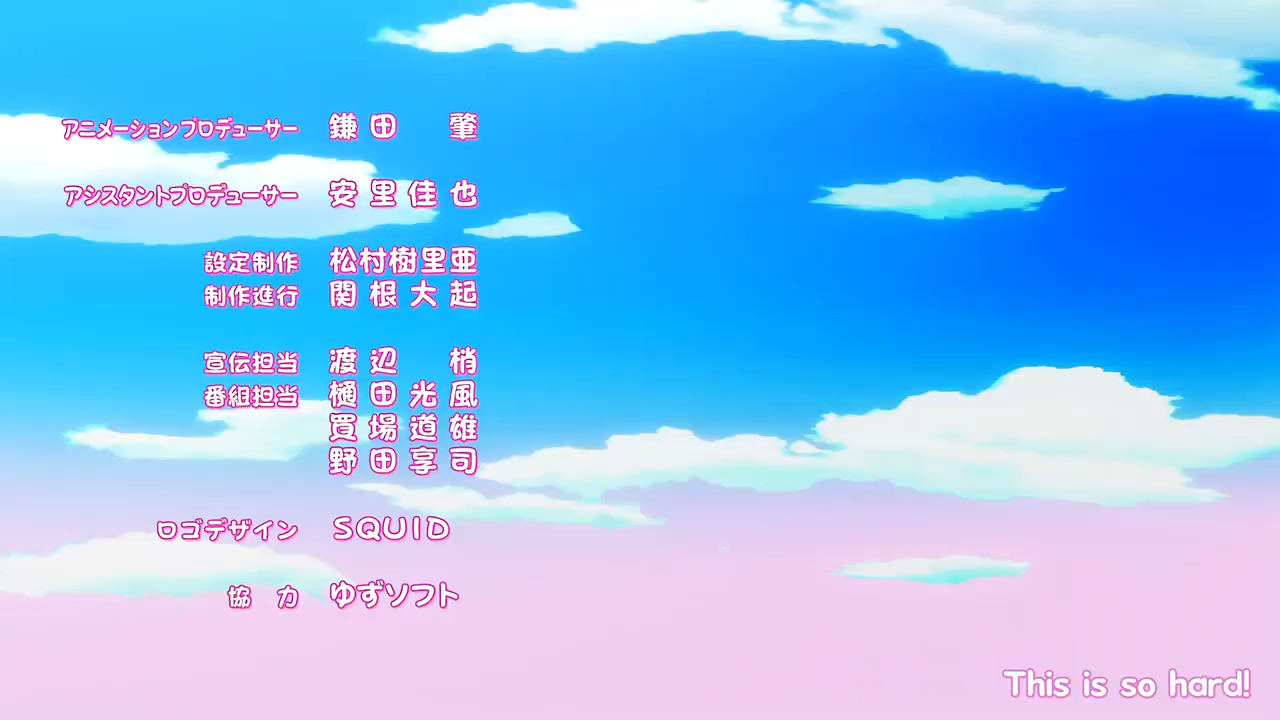 アニメーションプロデューサー 鎌田 肇
アシスタントプロデューサー 安里佳也
設定制作 松村樹里亜
制作進行 関根大起
宣伝担当 渡辺 梢
番組担当 樋田光風
買場道雄
野田享司
ロゴデザイン SQUID
協力 ゆずソフト
This is so hard!